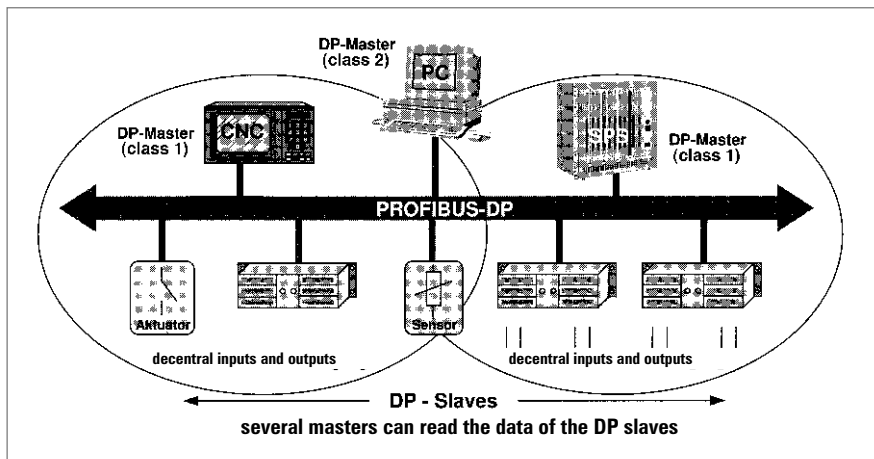 DP-Master
(class 2)
PC
DP-Master
(class 1)
CNC
SPS
DP-Master
(class 1)
PROFIBUS-DP
Aktuator
Sensor
decentral inputs and outputs
decentral inputs and outputs
DP - Slaves
several masters can read the data of the DP slaves